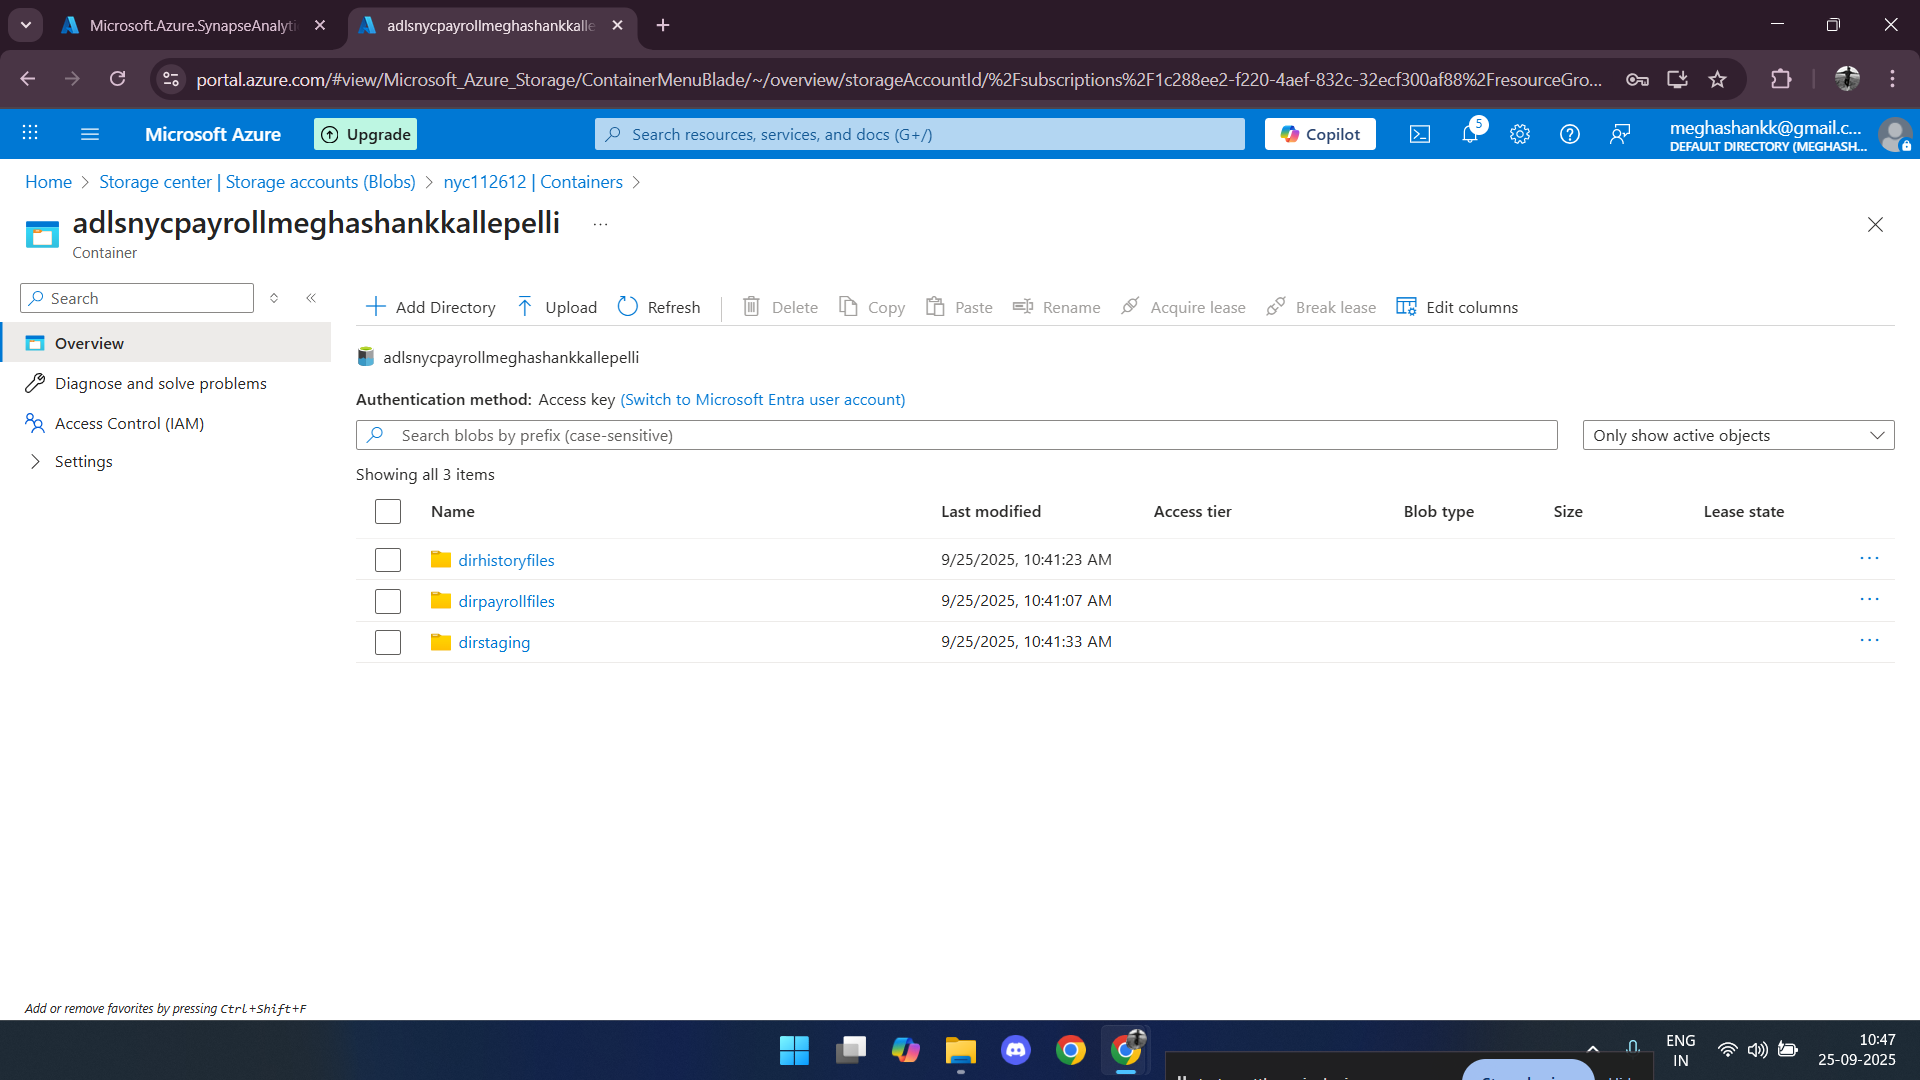 Microsoft.Azure.SynapseAnalyti
adlsnycpayrollmeghashankkalle
portal.azure.com/#view/Microsoft_Azure_Storage/ContainerMenuBlade/~/overview/storageAccountId/%2Fsubscriptions%2F1c288ee2-f220-4aef-832c-32ecf300af88%2FresourceGro...
Microsoft Azure
Upgrade
Search resources, services, and docs (G+/)
Copilot
5
meghashankk@gmail.c...
DEFAULT DIRECTORY (MEGHASH...
Home > Storage center | Storage accounts (Blobs) > nyc112612 | Containers >
adlsnycpayrollmeghashankkallepelli ...
Container
Search
Overview
Diagnose and solve problems
Access Control (IAM)
Settings
Add Directory Upload Refresh Delete Copy Paste Rename Acquire lease Break lease Edit columns
adlsnycpayrollmeghashankkallepelli
Authentication method: Access key (Switch to Microsoft Entra user account)
Search blobs by prefix (case-sensitive)
Only show active objects
Showing all 3 items
Name Last modified Access tier Blob type Size Lease state
dirhistoryfiles 9/25/2025, 10:41:23 AM
dirpayrollfiles 9/25/2025, 10:41:07 AM
dirstaging 9/25/2025, 10:41:33 AM
Add or remove favorites by pressing Ctrl+Shift+F
ENG
IN
10:47
25-09-2025